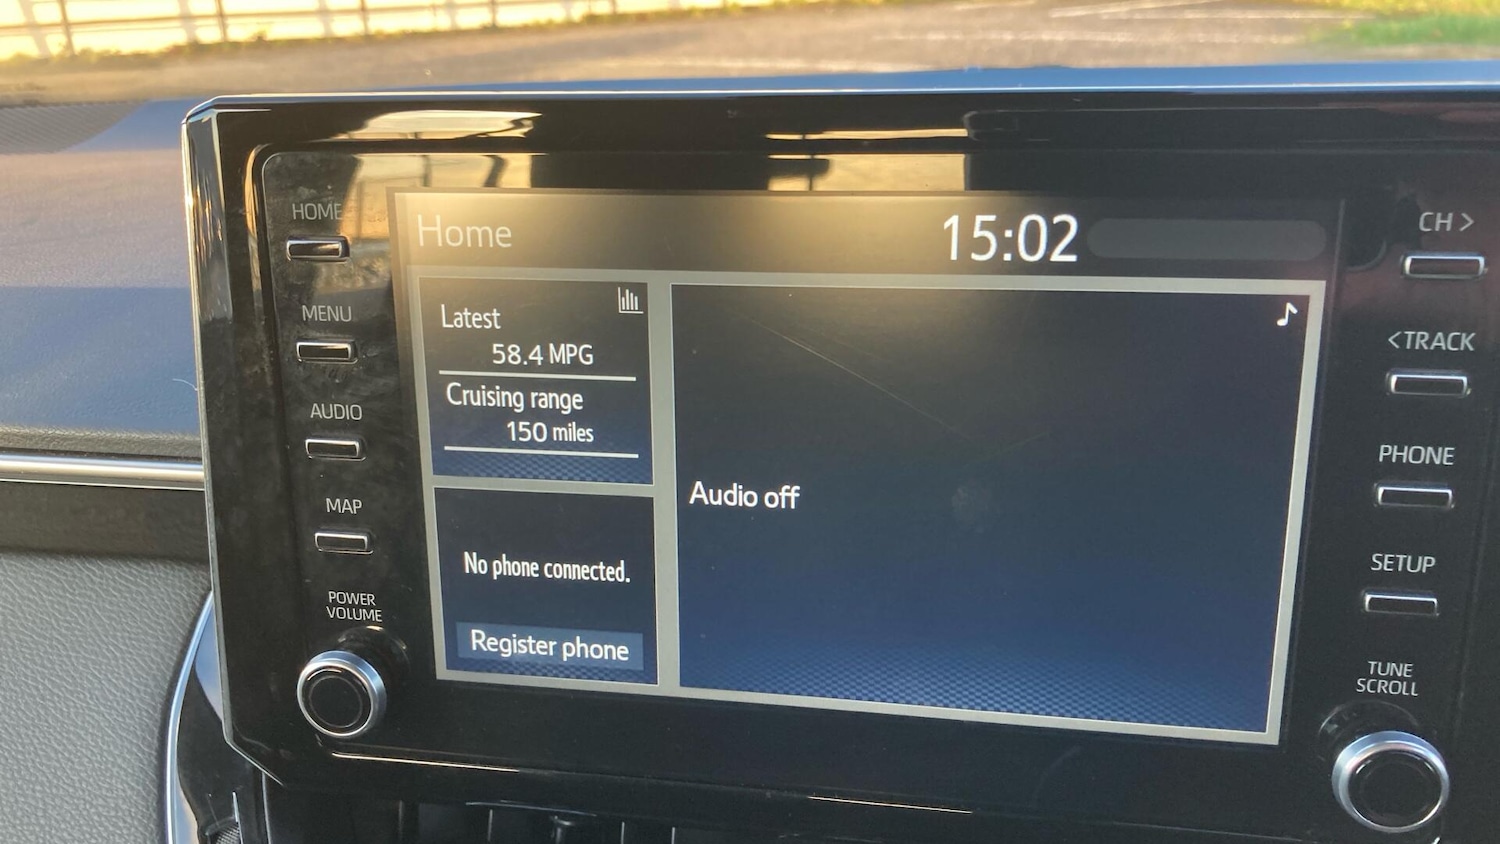 HOME
MENU
AUDIO
MAP
POWER
VOLUME
Home
15:02
Latest
58.4 MPG
Cruising range
150 miles
No phone connected.
Register phone
Audio off
CH >
<TRACK
PHONE
SETUP
TUNE
SCROLL